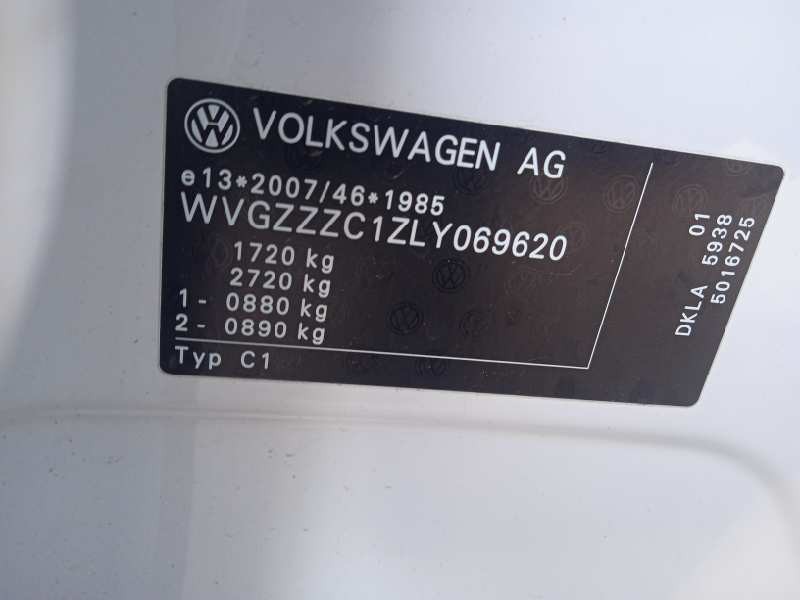 VOLKSWAGEN AG
e13*2007/46*1985
WVGZZZC1ZLY069620
1720 kg
2720 kg
1- 0880 kg
2- 0890 kg
Typ C1
01
DKLA 5938
5016725